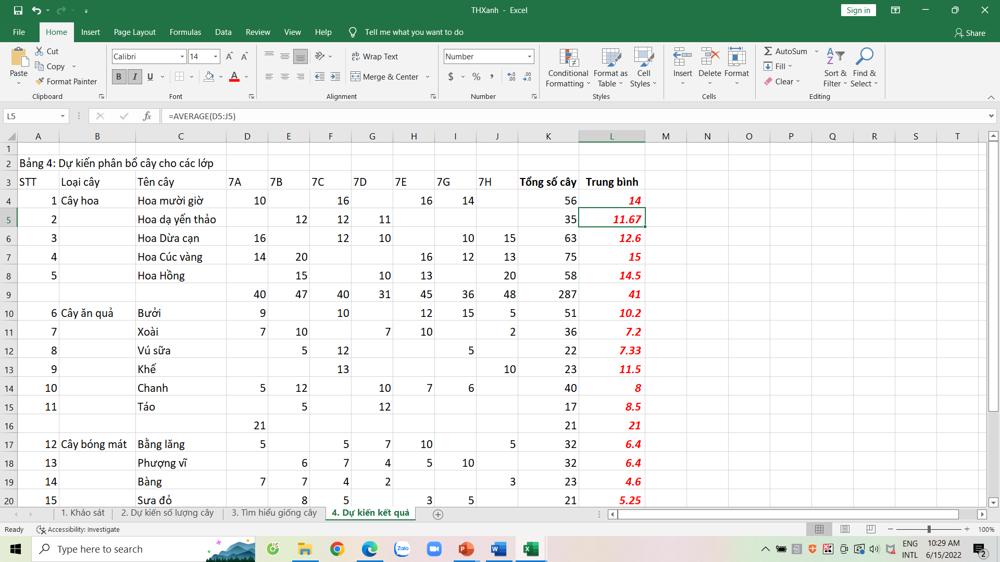 THXanh - Excel
Sign in
File Home Insert Page Layout Formulas Data Review View Help Tell me what you want to do Share
Paste
Cut
Copy
Format Painter
Clipboard
Calibri 14
B I U
Font
Wrap Text
Merge & Center
Alignment
Number
$ % ,
Number
Conditional Formatting
Format as Table
Cell Styles
Styles
Insert
Delete
Format
Cells
AutoSum
Fill
Clear
Sort & Filter
Find & Select
Editing
L5 fx =AVERAGE(D5:J5)
A B C D E F G H I J K L M N O P Q R S T
1
2 Bảng 4: Dự kiến phân bổ cây cho các lớp
3 STT Loại cây Tên cây 7A 7B 7C 7D 7E 7G 7H Tổng số cây Trung bình
4 1 Cây hoa Hoa mười giờ 10 16 16 14 56 14
5 2 Hoa dạ yến thảo 12 12 11 35 11.67
6 3 Hoa Dừa cạn 16 12 10 10 15 63 12.6
7 4 Hoa Cúc vàng 14 20 16 12 13 75 15
8 5 Hoa Hồng 15 10 13 20 58 14.5
9 40 47 40 31 45 36 48 287 41
10 6 Cây ăn quả Bưởi 9 10 12 15 5 51 10.2
11 7 Xoài 7 10 7 10 2 36 7.2
12 8 Vú sữa 5 12 5 22 7.33
13 9 Khế 13 10 23 11.5
14 10 Chanh 5 12 10 7 6 40 8
15 11 Táo 5 12 17 8.5
16 21 21 21
17 12 Cây bóng mát Bằng lăng 5 5 7 10 5 32 6.4
18 13 Phượng vĩ 6 7 4 5 10 32 6.4
19 14 Bàng 7 7 4 2 3 23 4.6
20 15 Sưa đỏ 8 5 3 5 21 5.25
1. Khảo sát 2. Dự kiến số lượng cây 3. Tìm hiểu giống cây 4. Dự kiến kết quả
Ready Accessibility: Investigate 100%
Type here to search
Zalo
ENG
INTL
10:29 AM
6/15/2022
2